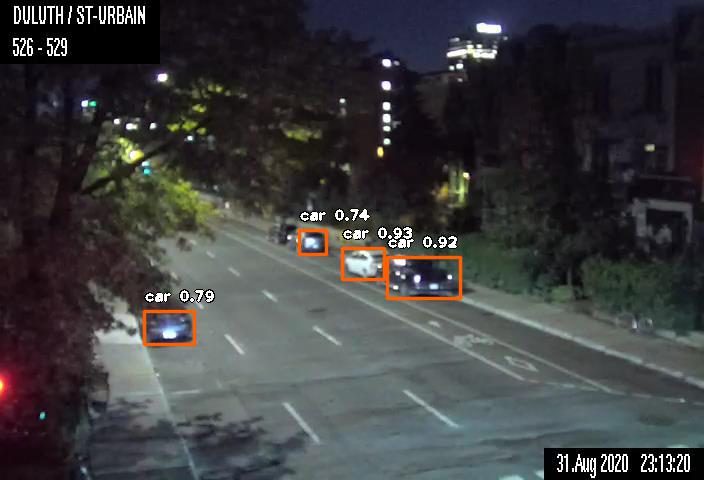 DULUTH / ST-URBAIN
526 - 529
car 0.74
car 0.93
car 0.92
car 0.79
31.Aug 2020 23:13:20